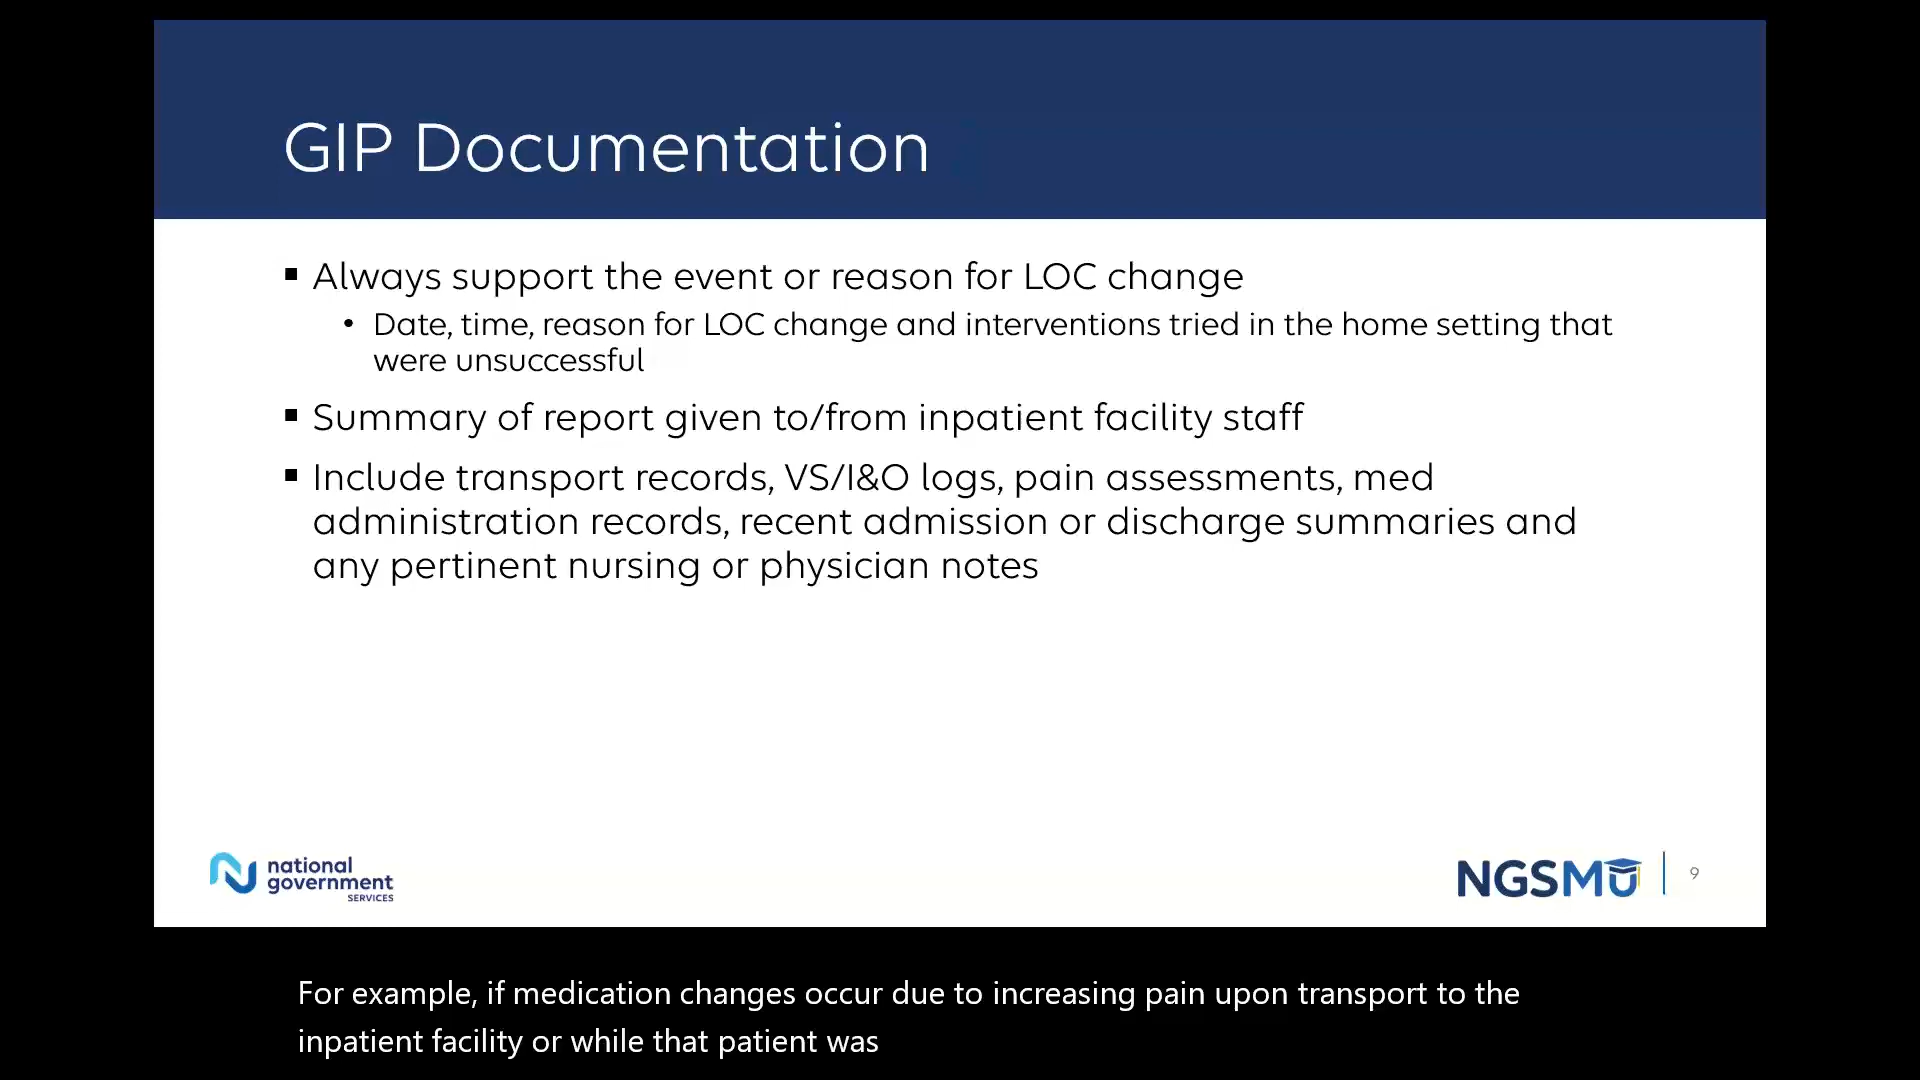 GIP Documentation
▪ Always support the event or reason for LOC change
• Date, time, reason for LOC change and interventions tried in the home setting that
were unsuccessful
▪ Summary of report given to/from inpatient facility staff
▪ Include transport records, VS/I&O logs, pain assessments, med
administration records, recent admission or discharge summaries and
any pertinent nursing or physician notes
national
government
SERVICES
NGSMU
9
For example, if medication changes occur due to increasing pain upon transport to the
inpatient facility or while that patient was